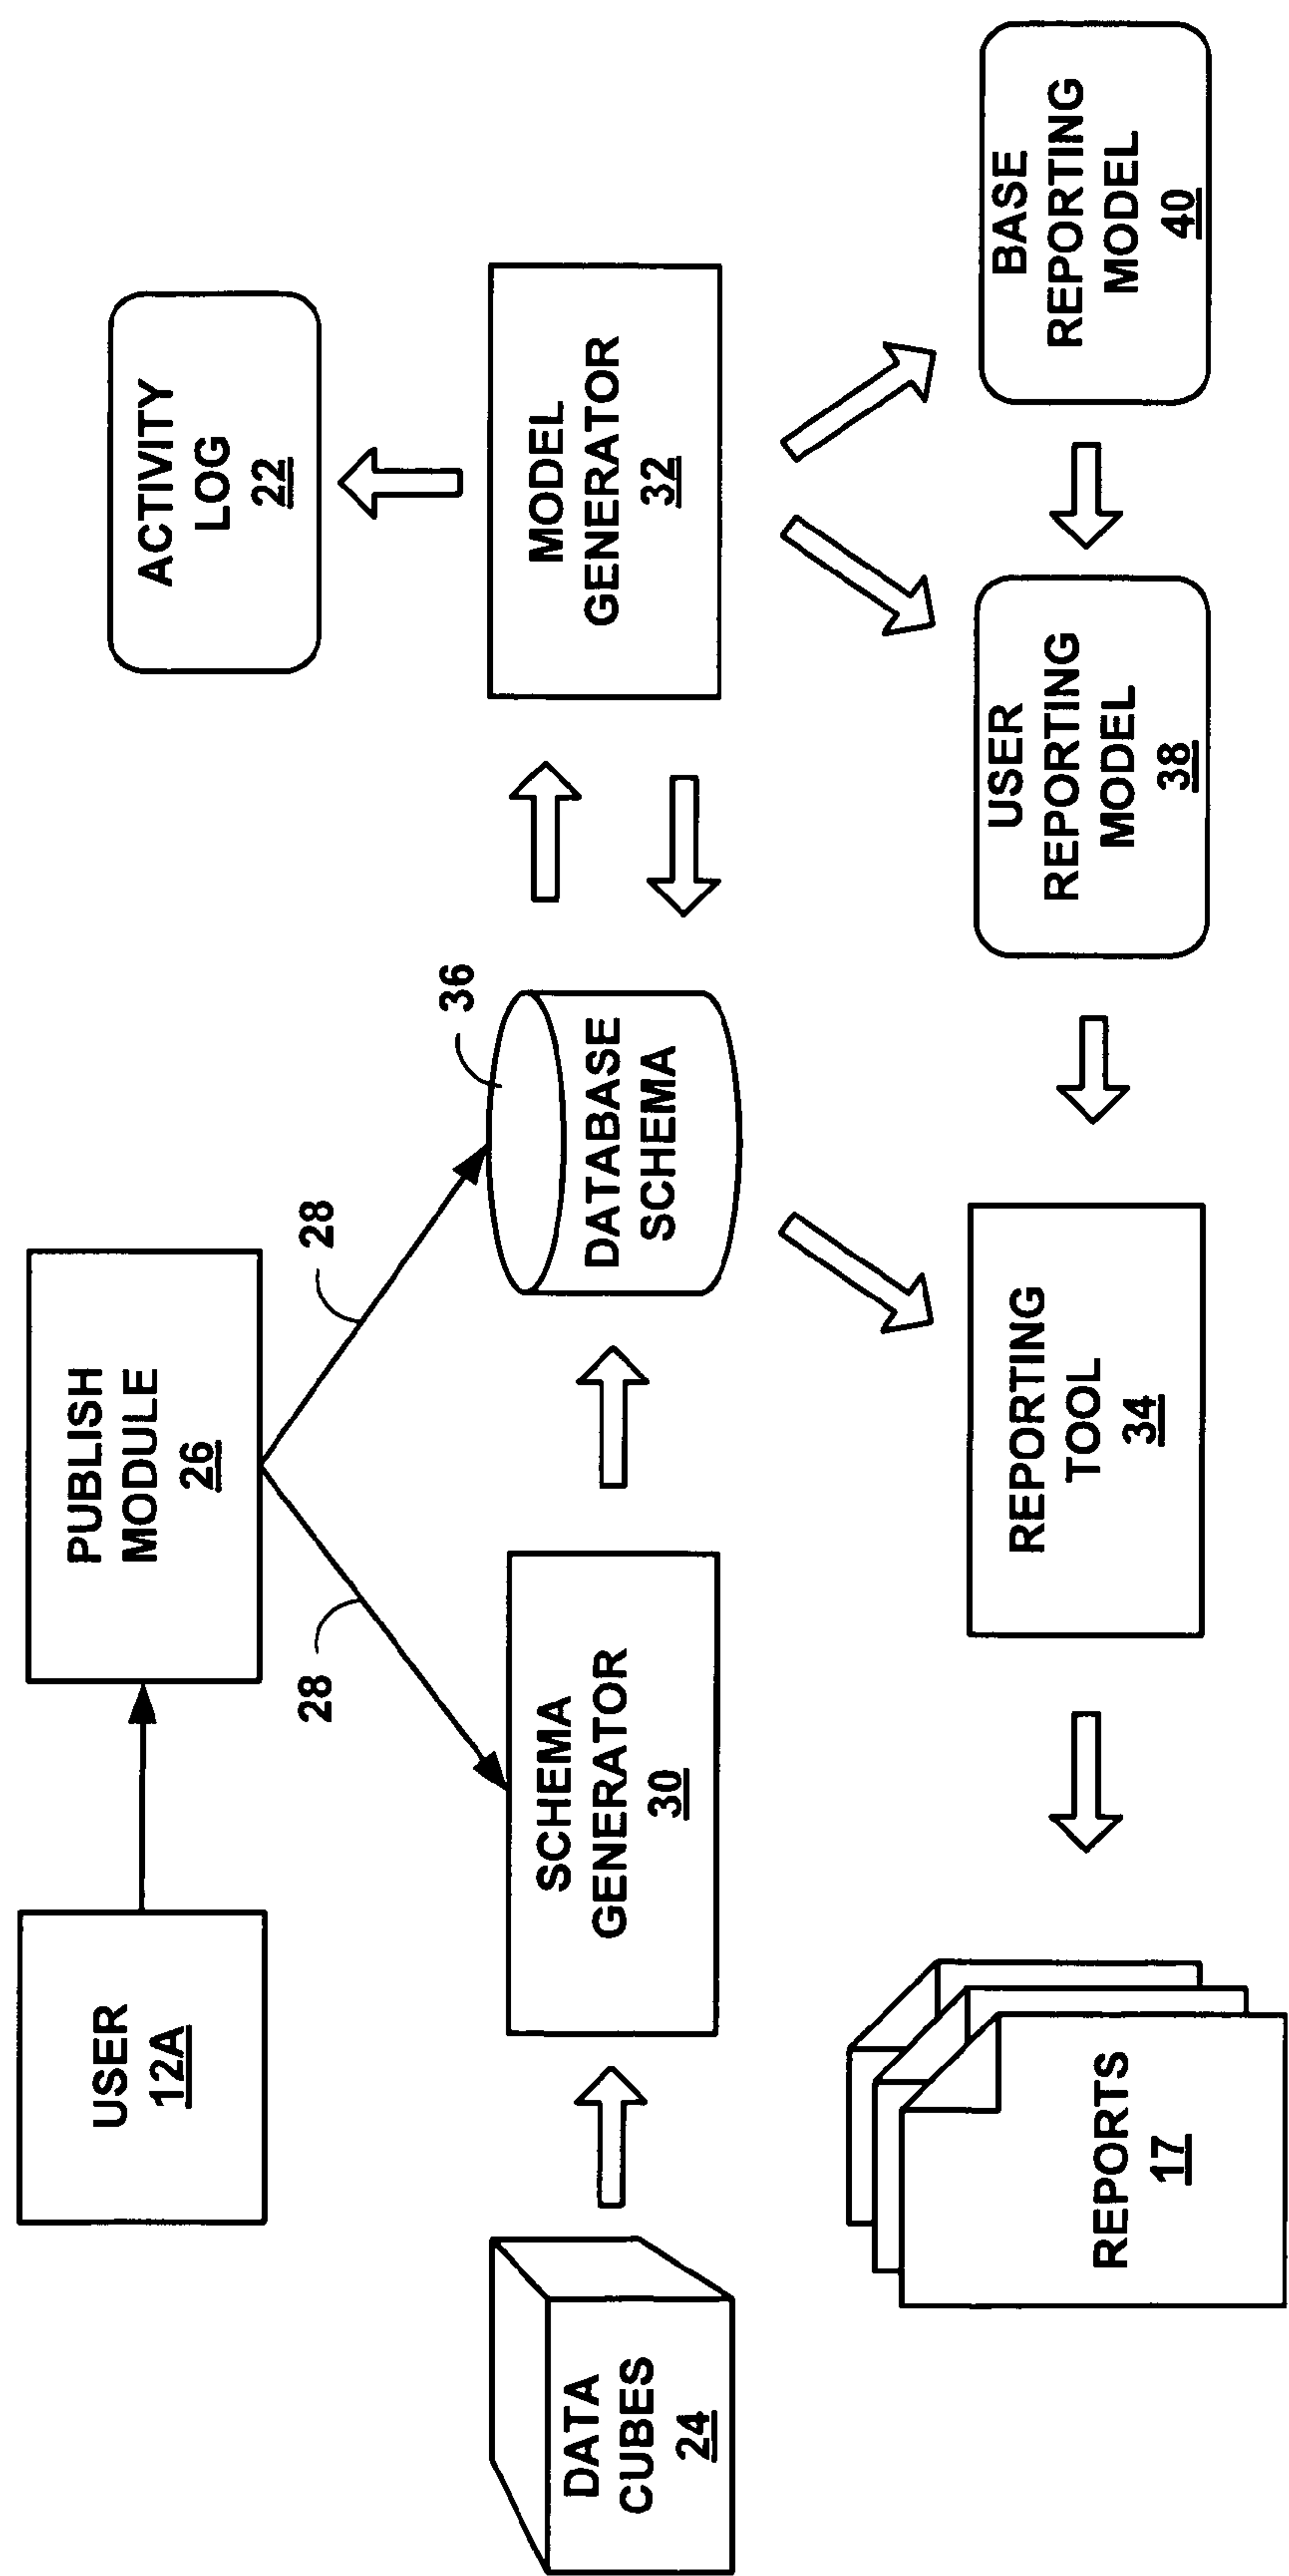 USER
12A
PUBLISH
MODULE
26
ACTIVITY
LOG
22
28
28
36
DATA
CUBES
24
SCHEMA
GENERATOR
30
DATABASE
SCHEMA
MODEL
GENERATOR
32
REPORTS
17
REPORTING
TOOL
34
USER
REPORTING
MODEL
38
BASE
REPORTING
MODEL
40